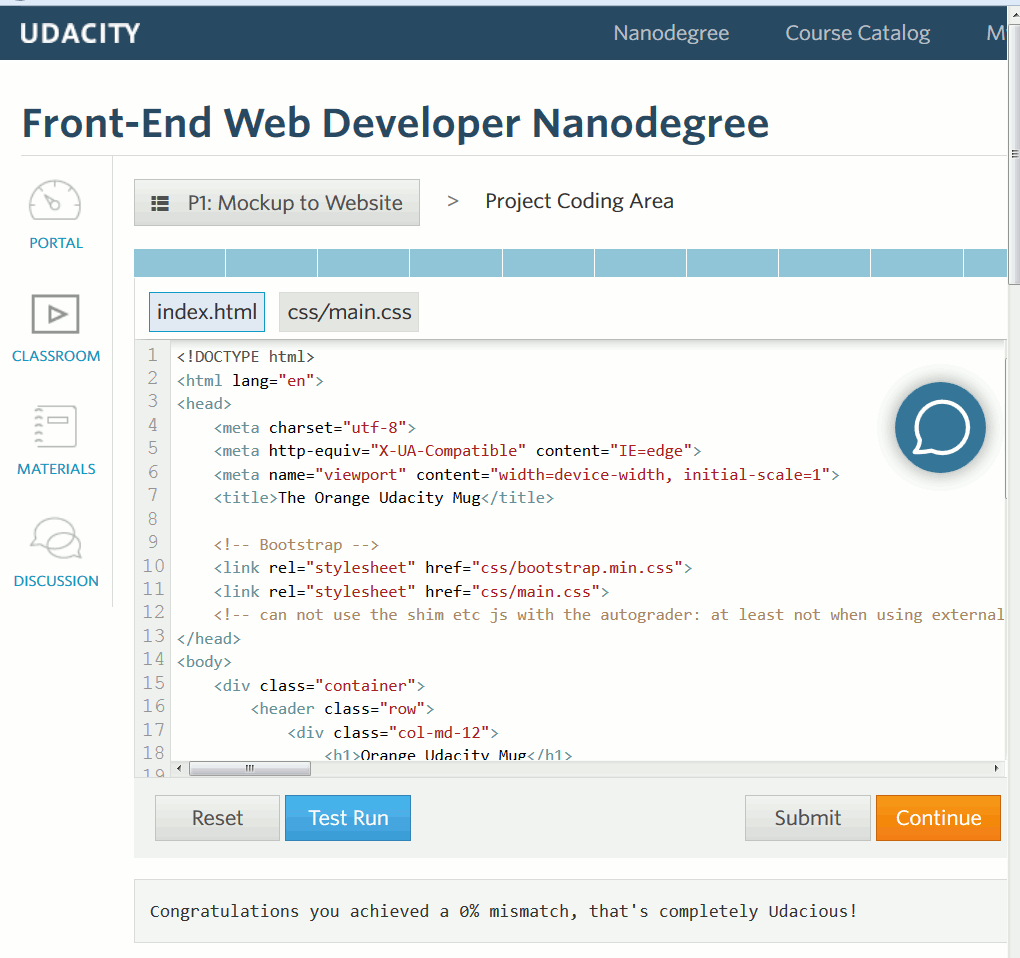 UDACITY
Nanodegree Course Catalog
Front-End Web Developer Nanodegree
PORTAL
CLASSROOM
MATERIALS
DISCUSSION
P1: Mockup to Website > Project Coding Area
index.html css/main.css
1 <!DOCTYPE html>
2 <html lang="en">
3 <head>
4 <meta charset="utf-8">
5 <meta http-equiv="X-UA-Compatible" content="IE=edge">
6 <meta name="viewport" content="width=device-width, initial-scale=1">
7 <title>The Orange Udacity Mug</title>
8
9 <!-- Bootstrap -->
10 <link rel="stylesheet" href="css/bootstrap.min.css">
11 <link rel="stylesheet" href="css/main.css">
12 <!-- can not use the shim etc js with the autograder: at least not when using external
13 </head>
14 <body>
15 <div class="container">
16 <header class="row">
17 <div class="col-md-12">
18 <h1>Orange Udacity Mug</h1>
19
Reset Test Run Submit Continue
Congratulations you achieved a 0% mismatch, that's completely Udacious!